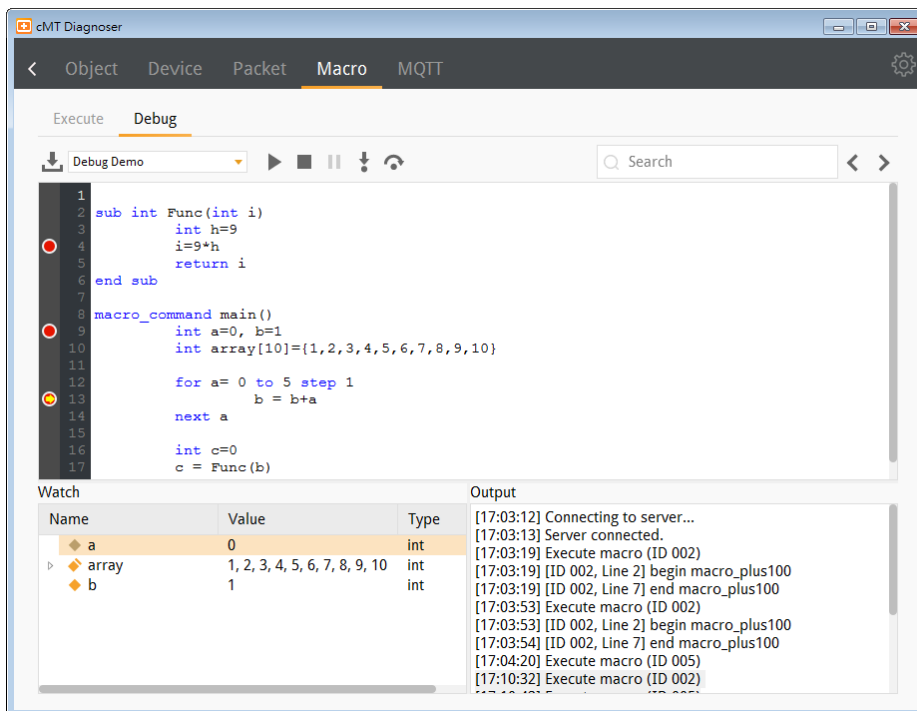 cMT Diagnoser
Object Device Packet Macro MQTT
Execute Debug
Debug Demo Search
1
2 sub int Func(int i)
3 int h=9
4 i=9*h
5 return i
6 end sub
7
8 macro_command main()
9 int a=0, b=1
10 int array[10]={1,2,3,4,5,6,7,8,9,10}
11
12 for a= 0 to 5 step 1
13 b = b+a
14 next a
15
16 int c=0
17 c = Func(b)
Watch
Name Value Type
a 0 int
array 1, 2, 3, 4, 5, 6, 7, 8, 9, 10 int
b 1 int
Output
[17:03:12] Connecting to server...
[17:03:13] Server connected.
[17:03:19] Execute macro (ID 002)
[17:03:19] [ID 002, Line 2] begin macro_plus100
[17:03:19] [ID 002, Line 7] end macro_plus100
[17:03:53] Execute macro (ID 002)
[17:03:53] [ID 002, Line 2] begin macro_plus100
[17:03:54] [ID 002, Line 7] end macro_plus100
[17:04:20] Execute macro (ID 005)
[17:10:32] Execute macro (ID 002)